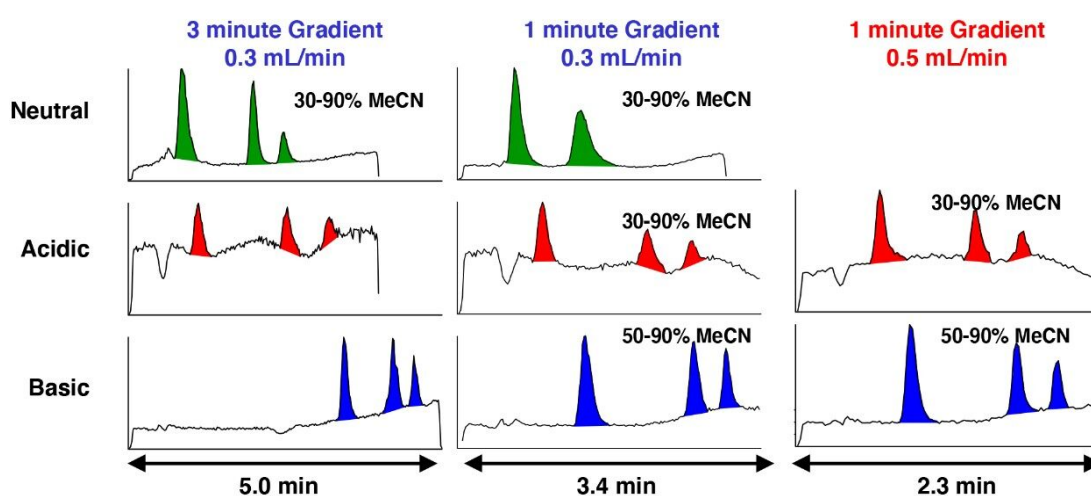 3 minute Gradient
0.3 mL/min
1 minute Gradient
0.3 mL/min
1 minute Gradient
0.5 mL/min
Neutral
30-90% MeCN
30-90% MeCN
Acidic
30-90% MeCN
30-90% MeCN
Basic
50-90% MeCN
50-90% MeCN
5.0 min
3.4 min
2.3 min